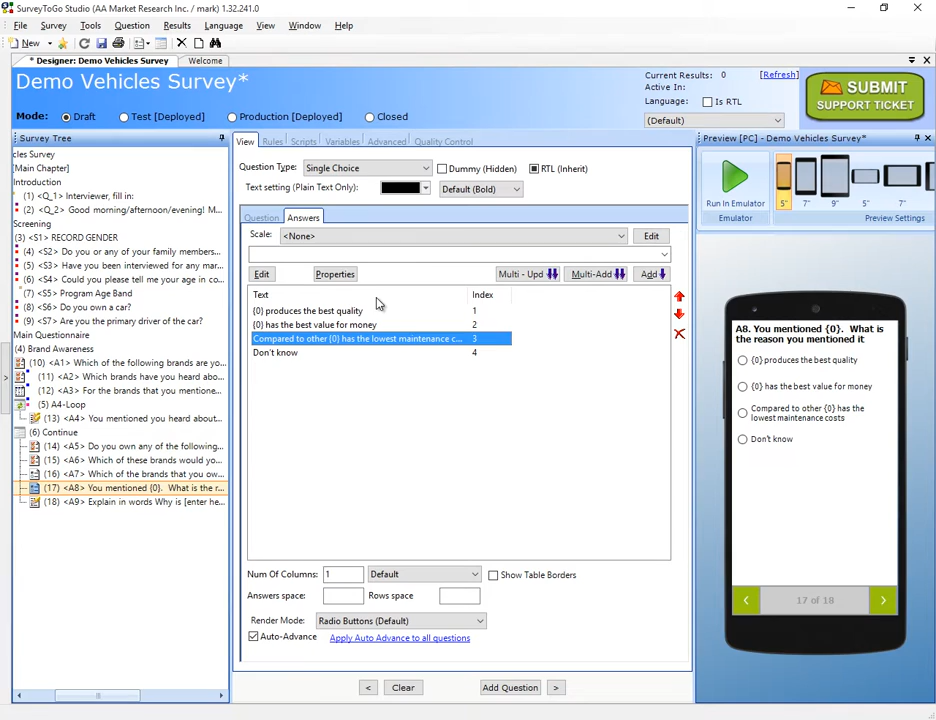 SurveyToGo Studio (AA Market Research Inc. / mark) 1.32.241.0
File Survey Tools Question Results Language View Window Help
New
* Designer: Demo Vehicles Survey* Welcome
Demo Vehicles Survey*
Current Results: 0 [Refresh]
Active In:
Language: Is RTL
(Default)
SUBMIT
SUPPORT TICKET
Mode: Draft Test [Deployed] Production [Deployed] Closed
Survey Tree
cles Survey
[Main Chapter]
Introduction
(1) <Q_1> Interviewer, fill in:
(2) <Q_2> Good morning/afternoon/evening! M...
Screening
(3) <S1> RECORD GENDER
(4) <S2> Do you or any of your family members...
(5) <S3> Have you been interviewed for any mar...
(6) <S4> Could you please tell me your age in co...
(7) <S5> Program Age Band
(8) <S6> Do you own a car?
(9) <S7> Are you the primary driver of the car?
Main Questionnaire
(4) Brand Awareness
(10) <A1> Which of the following brands are yo...
(11) <A2> Which brands have you heard abo...
(12) <A3> For the brands that you mentione...
(5) A4-Loop
(13) <A4> You mentioned you heard about...
(6) Continue
(14) <A5> Do you own any of the following...
(15) <A6> Which of these brands would yo...
(16) <A7> Which of the brands that you ow...
(17) <A8> You mentioned {0}. What is the r...
(18) <A9> Explain in words Why is [enter he...
View Rules Scripts Variables Advanced Quality Control
Question Type: Single Choice Dummy (Hidden) RTL (Inherit)
Text setting (Plain Text Only): Default (Bold)
Question Answers
Scale: <None> Edit
Edit Properties Multi - Upd Multi-Add Add
Text Index
{0} produces the best quality 1
{0} has the best value for money 2
Compared to other {0} has the lowest maintenance c... 3
Don't know 4
Num Of Columns: 1 Default Show Table Borders
Answers space: Rows space
Render Mode: Radio Buttons (Default)
Auto-Advance Apply Auto Advance to all questions
< Clear Add Question >
Preview [PC] - Demo Vehicles Survey*
Run In Emulator 5" 7" 9" 5" 7"
Emulator Preview Settings
A8. You mentioned {0}. What is
the reason you mentioned it
{0} produces the best quality
{0} has the best value for money
Compared to other {0} has the
lowest maintenance costs
Don't know
< 17 of 18 >